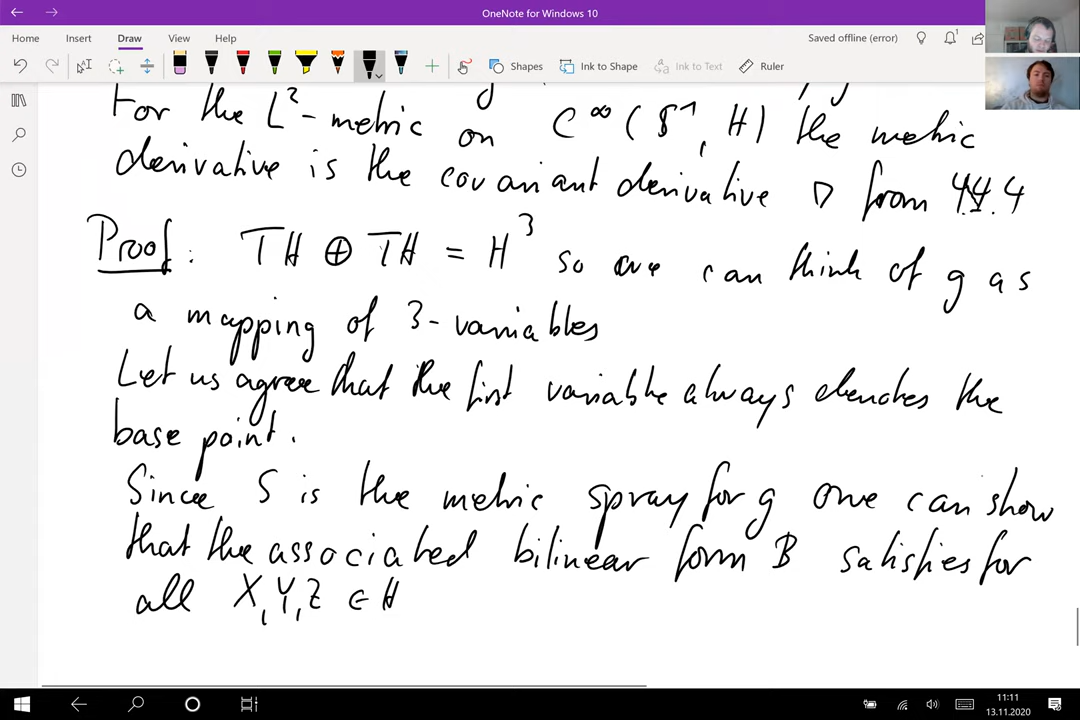 OneNote for Windows 10
Home Insert Draw View Help
Saved offline (error)
Shapes Ink to Shape Ink to Text Ruler
For the L²-metric on C^∞(S¹, H) the metric
derivative is the covariant derivative ∇ from 4.4.4
Proof: TH ⊕ TH = H³ so we can think of g as
a mapping of 3-variables
Let us agree that the first variable always denotes the
base point.
Since S is the metric spray for g one can show
that the associated bilinear form B satisfies for
all X, Y, Z ∈ H
11:11
13.11.2020